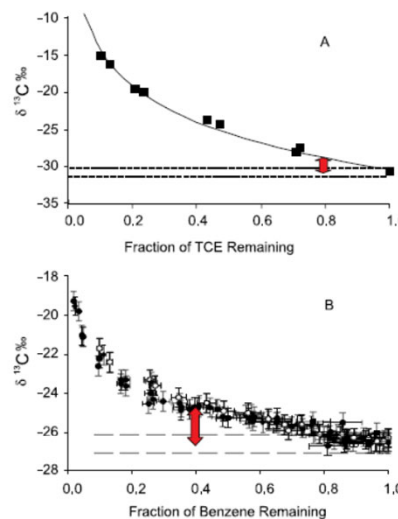 A
δ ¹³C ‰
−10
−15
−20
−25
−30
−35
0.0 0.2 0.4 0.6 0.8 1.0
Fraction of TCE Remaining
B
δ ¹³C ‰
−18
−20
−22
−24
−26
−28
0,0 0,2 0,4 0,6 0,8 1,0
Fraction of Benzene Remaining